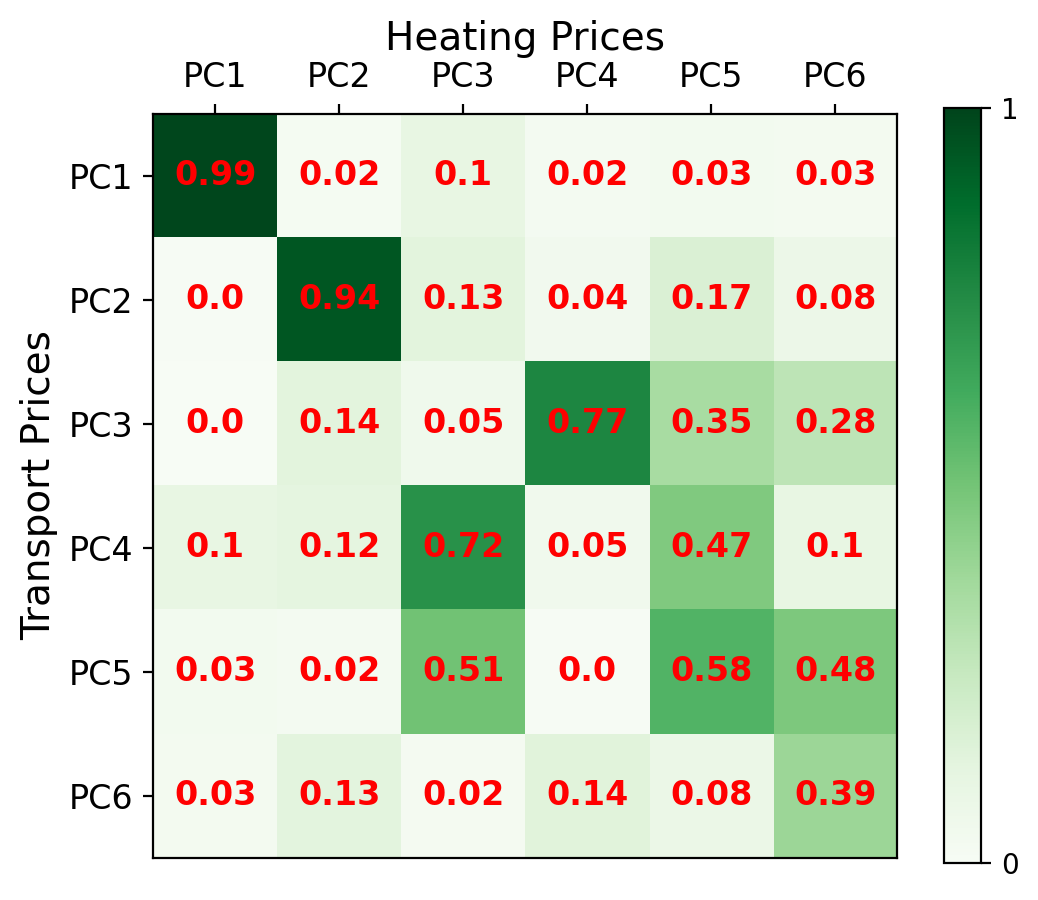 Heating Prices
PC1 PC2 PC3 PC4 PC5 PC6
1
PC1 0.99 0.02 0.1 0.02 0.03 0.03
PC2 0.0 0.94 0.13 0.04 0.17 0.08
PC3 0.0 0.14 0.05 0.77 0.35 0.28
Transport Prices
PC4 0.1 0.12 0.72 0.05 0.47 0.1
PC5 0.03 0.02 0.51 0.0 0.58 0.48
PC6 0.03 0.13 0.02 0.14 0.08 0.39
0